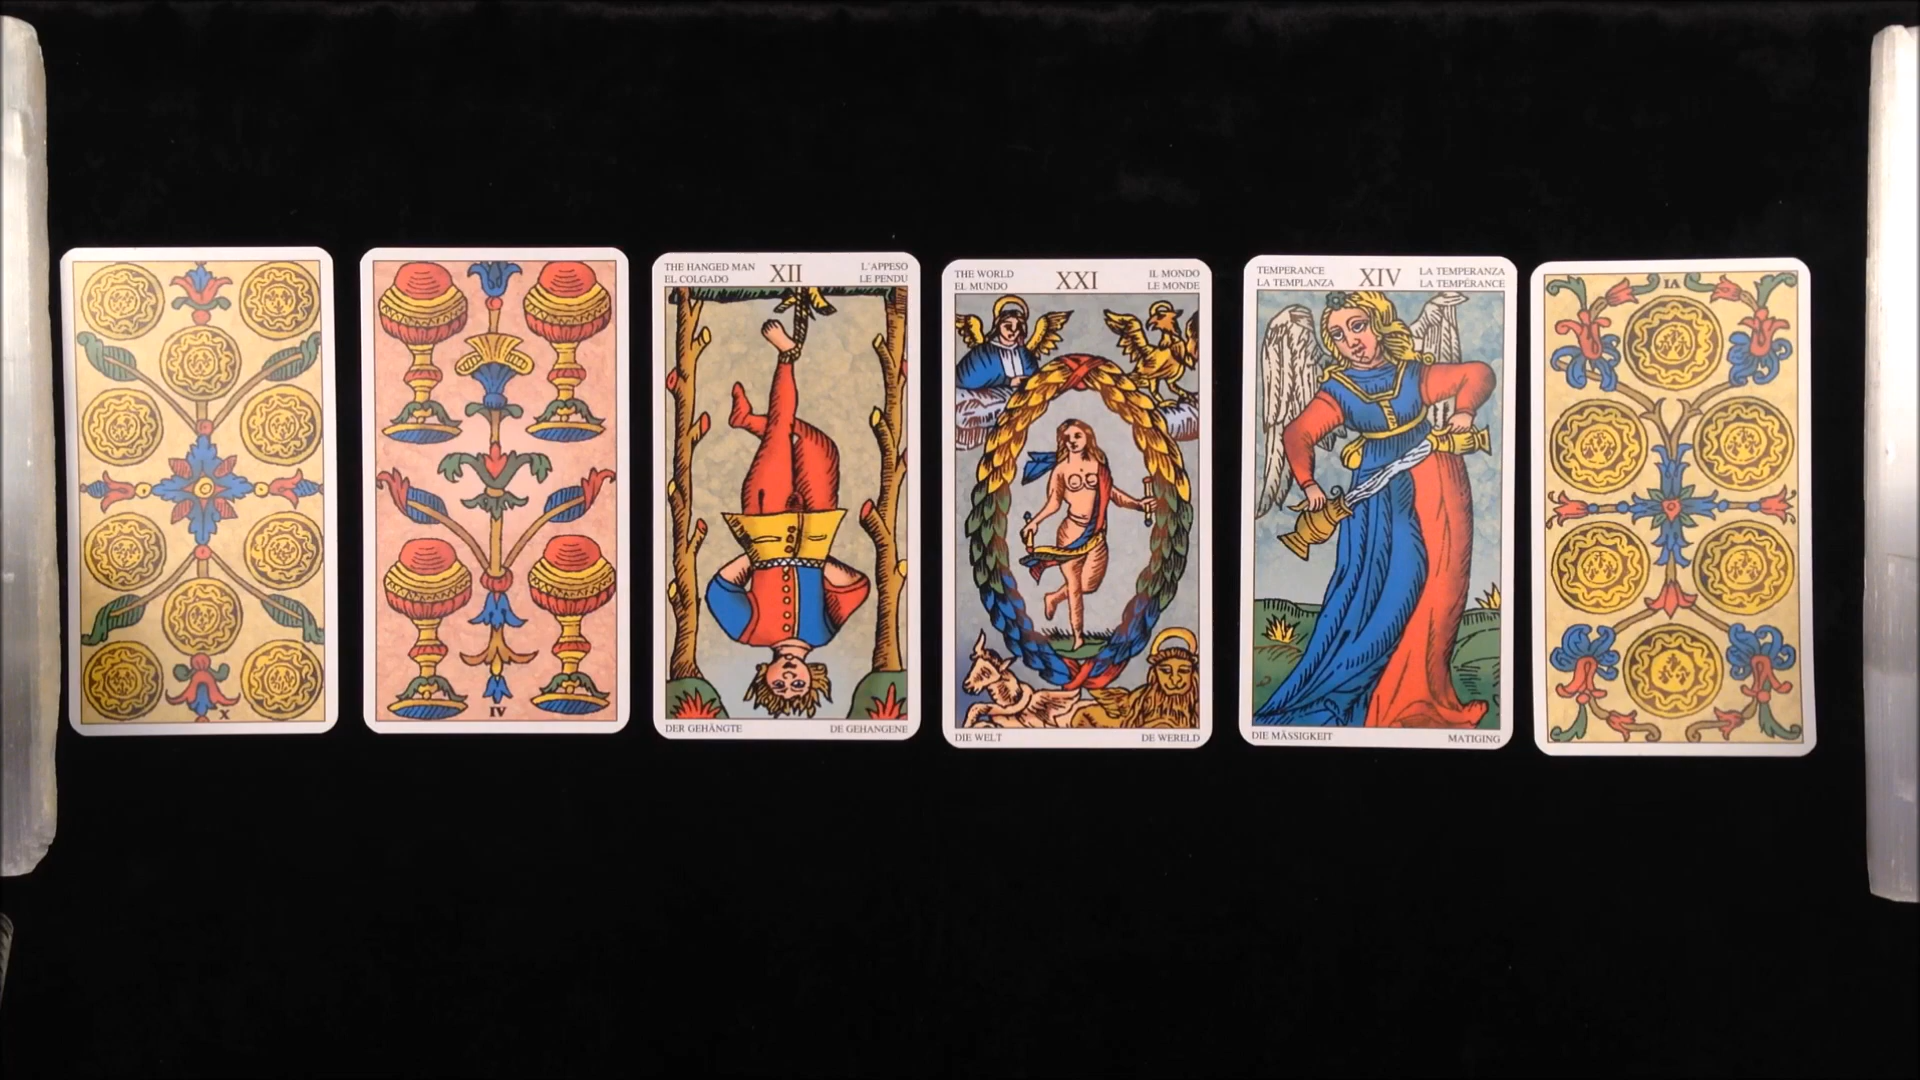 X
IV
THE HANGED MAN XII L'APPESO
EL COLGADO LE PENDU
DER GEHÄNGTE DE GEHANGENE
THE WORLD XXI IL MONDO
EL MUNDO LE MONDE
DIE WELT DE WERELD
TEMPERANCE XIV LA TEMPERANZA
LA TEMPLANZA LA TEMPÉRANCE
DIE MÄSSIGKEIT MATIGING
VI